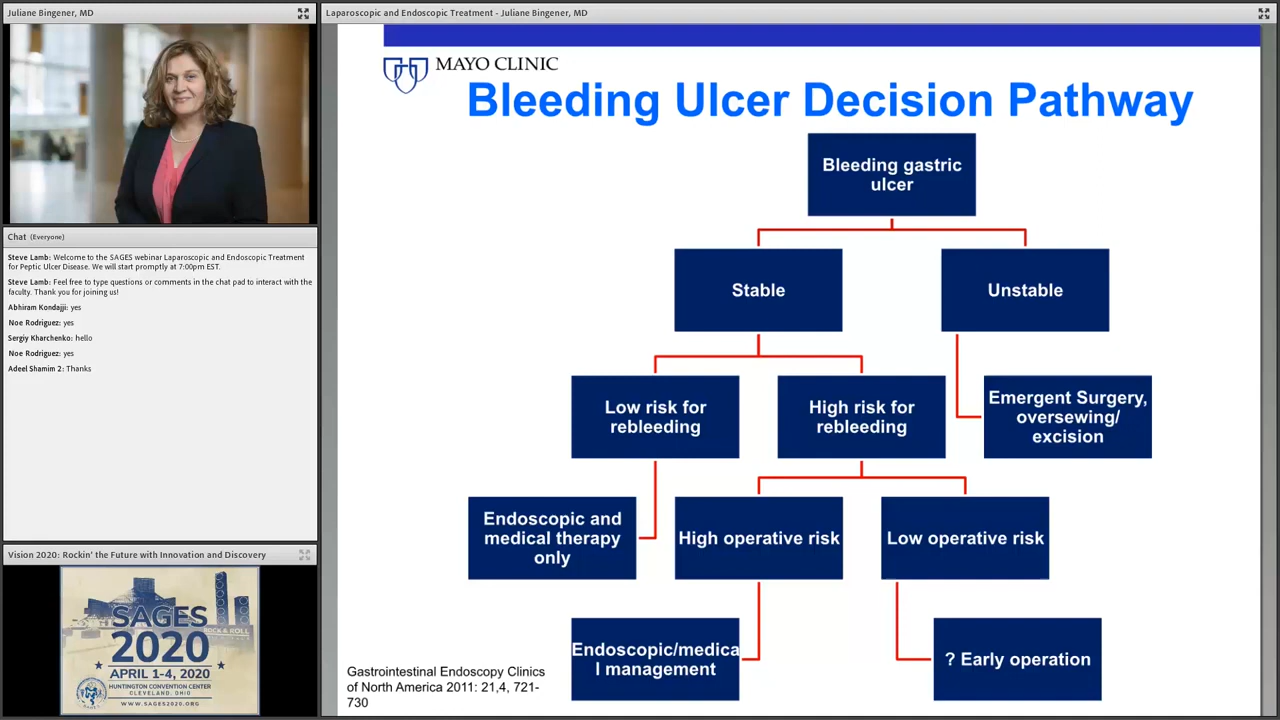 Juliane Bingener, MD
Chat (Everyone)
Steve Lamb: Welcome to the SAGES webinar Laparoscopic and Endoscopic Treatment
for Peptic Ulcer Disease. We will start promptly at 7:00pm EST.
Steve Lamb: Feel free to type questions or comments in the chat pad to interact with the
faculty. Thank you for joining us!
Abhiram Kondajji: yes
Noe Rodriguez: yes
Sergiy Kharchenko: hello
Noe Rodriguez: yes
Adeel Shamim 2: Thanks
Vision 2020: Rockin' the Future with Innovation and Discovery
ROCK & ROLL
SAGES
2020
APRIL 1-4, 2020
HUNTINGTON CONVENTION CENTER
CLEVELAND, OHIO
WWW.SAGES2020.ORG
Laparoscopic and Endoscopic Treatment - Juliane Bingener, MD
MAYO CLINIC
Bleeding Ulcer Decision Pathway
Bleeding gastric
ulcer
Stable
Unstable
Low risk for
rebleeding
High risk for
rebleeding
Emergent Surgery,
oversewing/
excision
Endoscopic and
medical therapy
only
High operative risk
Low operative risk
Endoscopic/medica
l management
? Early operation
Gastrointestinal Endoscopy Clinics
of North America 2011: 21,4, 721-
730